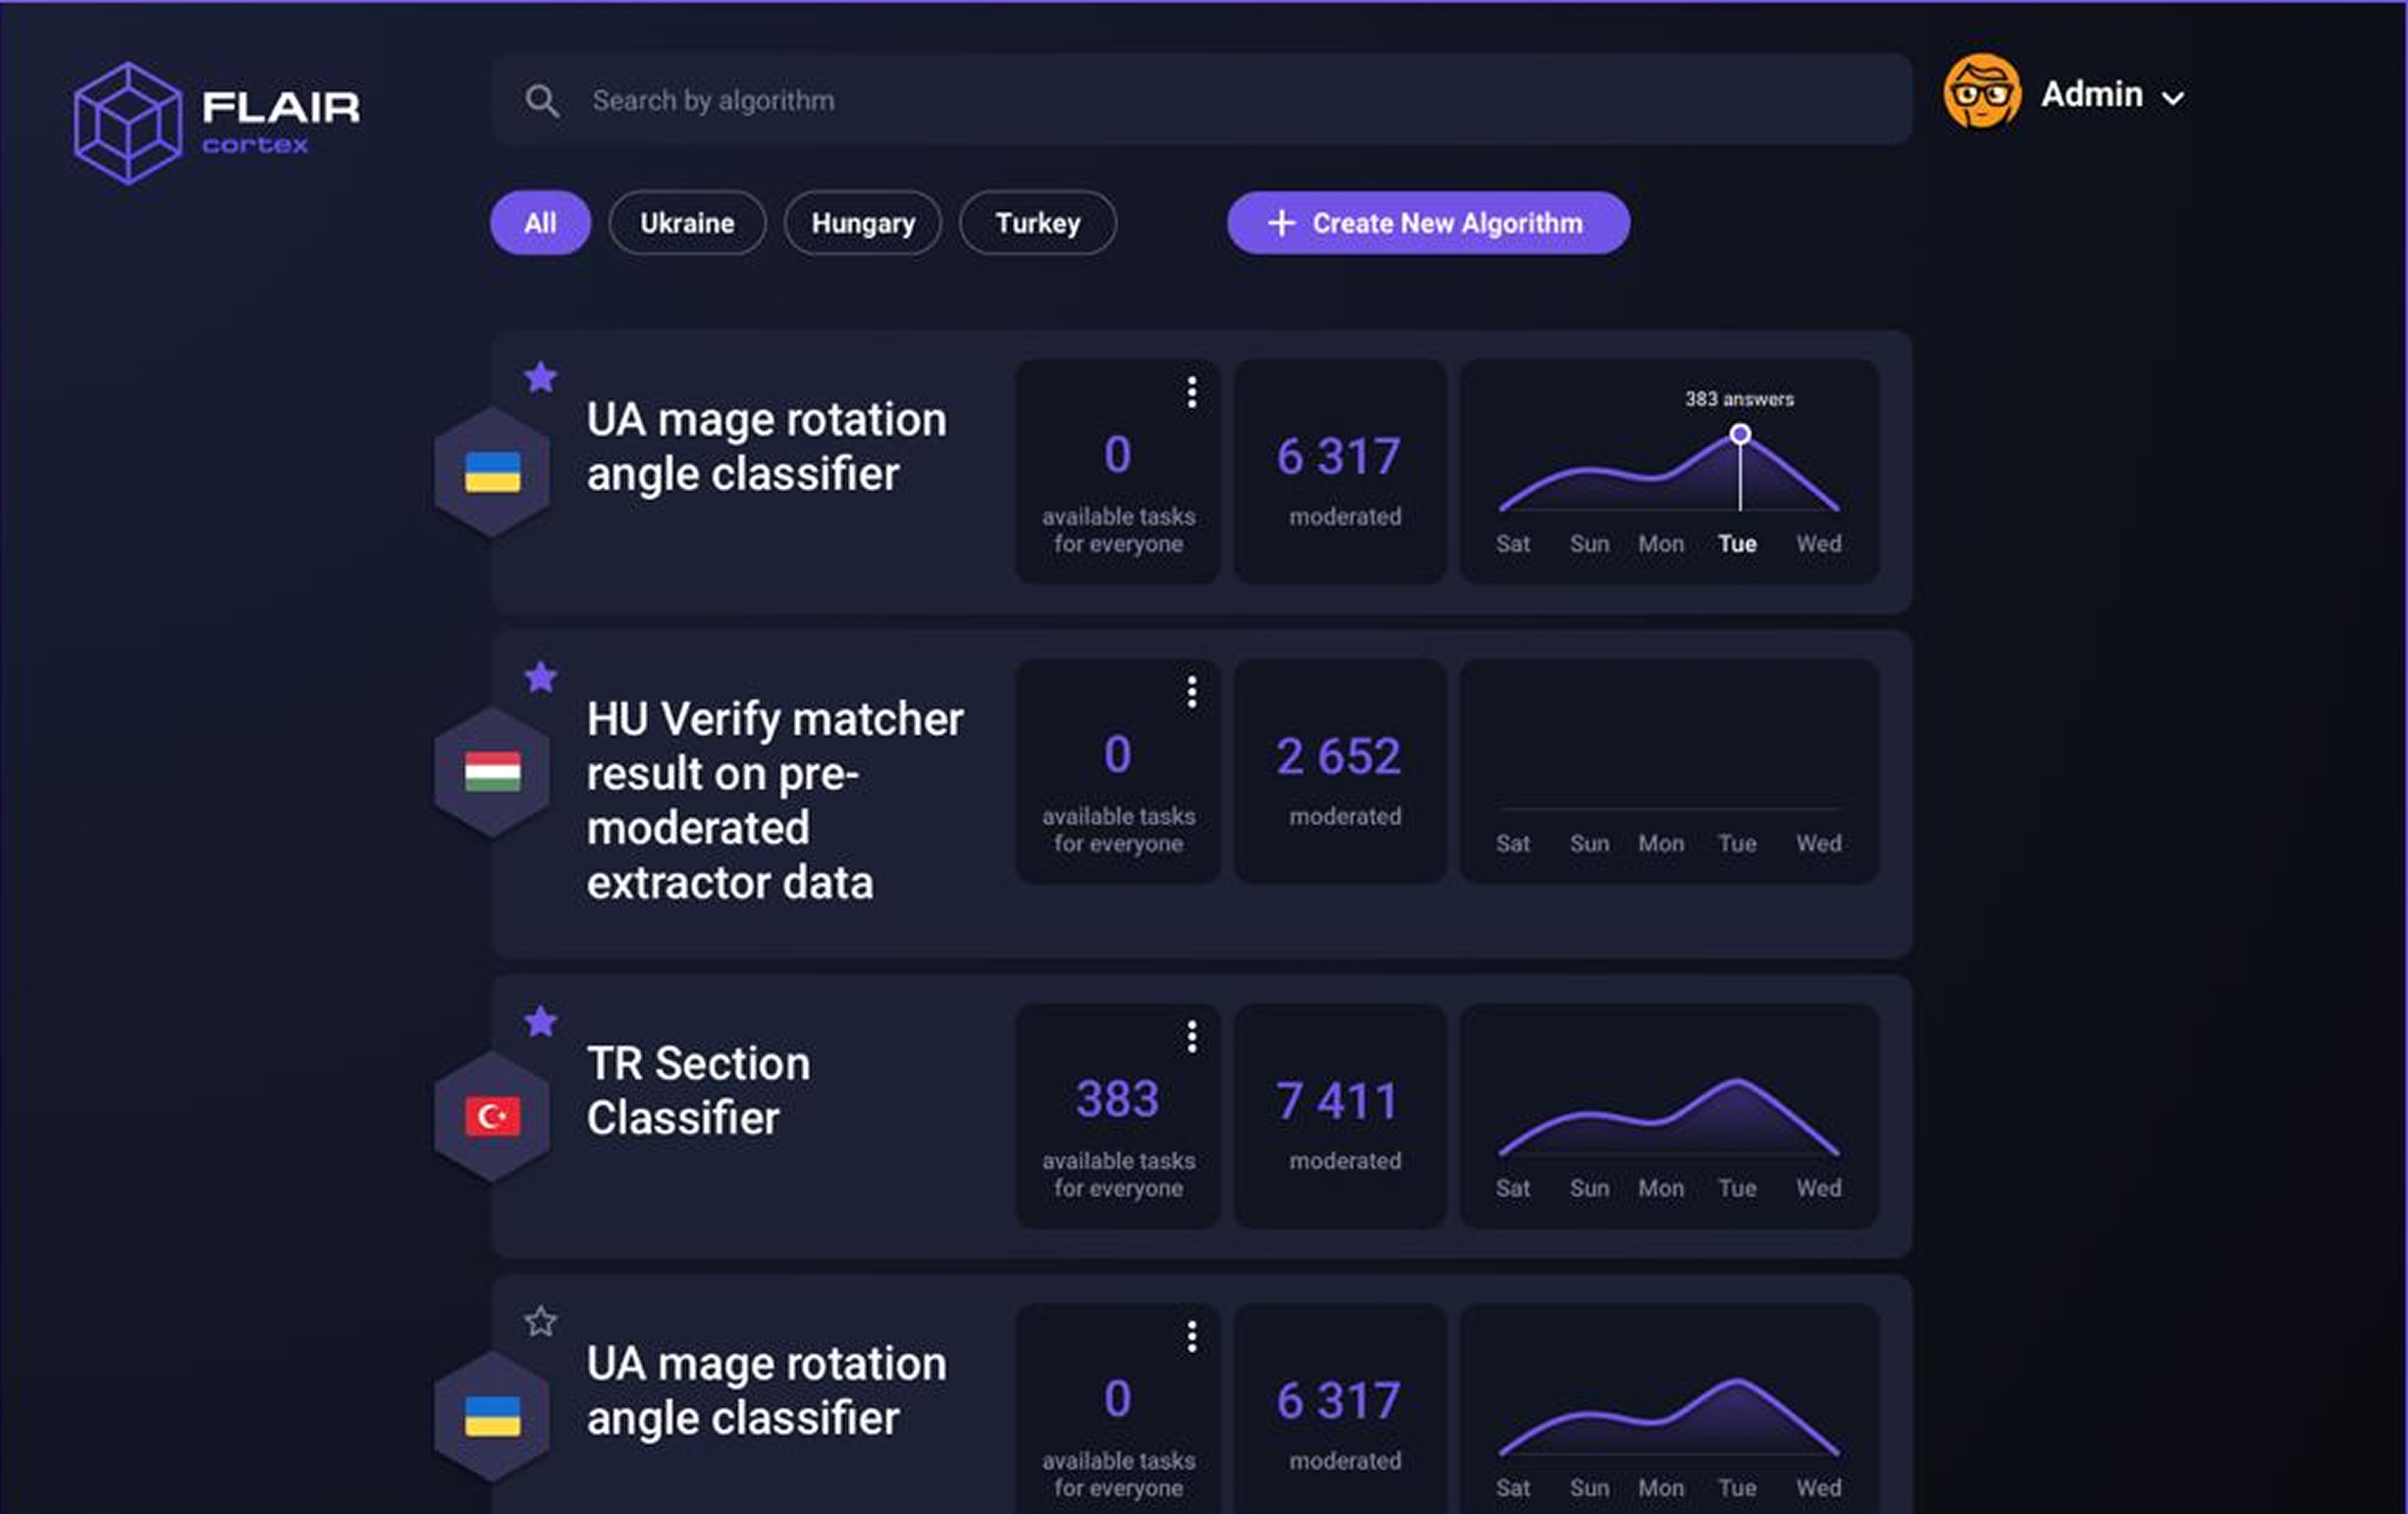 FLAIR
cortex
Search by algorithm
Admin
All
Ukraine
Hungary
Turkey
+ Create New Algorithm
UA mage rotation
angle classifier
0
available tasks
for everyone
6 317
moderated
383 answers
Sat Sun Mon Tue Wed
HU Verify matcher
result on pre-
moderated
extractor data
0
available tasks
for everyone
2 652
moderated
Sat Sun Mon Tue Wed
TR Section
Classifier
383
available tasks
for everyone
7 411
moderated
Sat Sun Mon Tue Wed
UA mage rotation
angle classifier
0
available tasks
for everyone
6 317
moderated
Sat Sun Mon Tue Wed